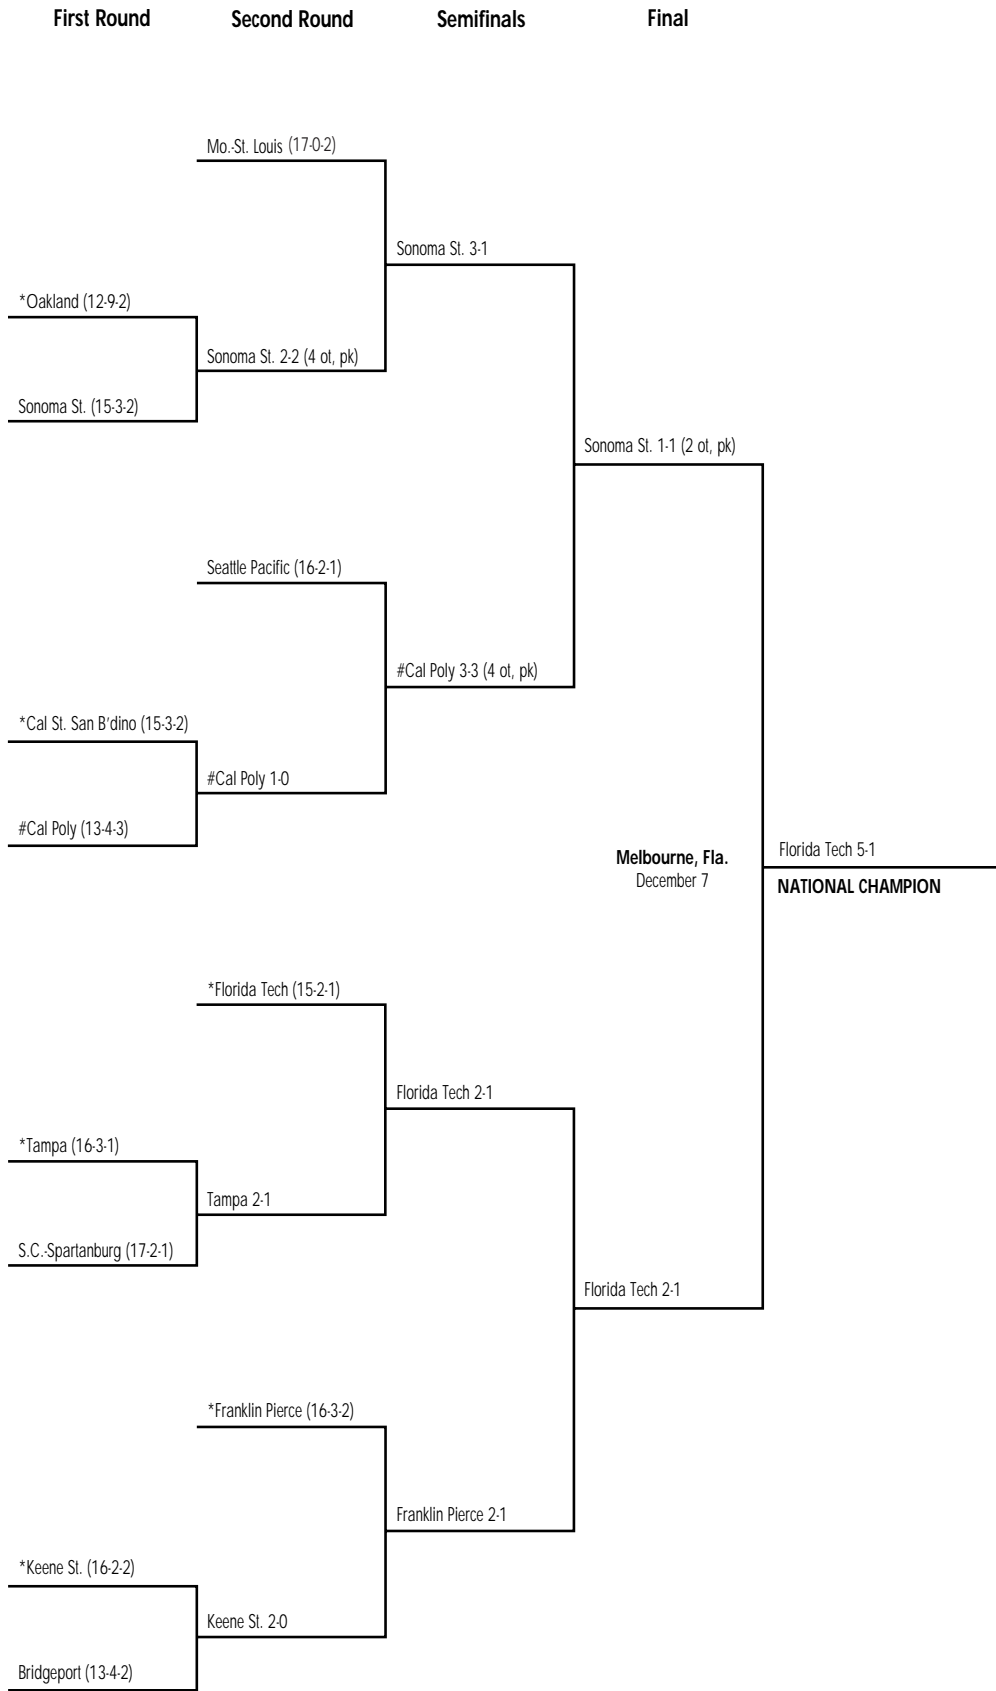 First Round Second Round Semifinals Final
Mo.-St. Louis (17-0-2)
Sonoma St. 3-1
*Oakland (12-9-2)
Sonoma St. 2-2 (4 ot, pk)
Sonoma St. (15-3-2)
Sonoma St. 1-1 (2 ot, pk)
Seattle Pacific (16-2-1)
#Cal Poly 3-3 (4 ot, pk)
*Cal St. San B'dino (15-3-2)
#Cal Poly 1-0
#Cal Poly (13-4-3)
Melbourne, Fla.
December 7
Florida Tech 5-1
NATIONAL CHAMPION
*Florida Tech (15-2-1)
Florida Tech 2-1
*Tampa (16-3-1)
Tampa 2-1
S.C.-Spartanburg (17-2-1)
Florida Tech 2-1
*Franklin Pierce (16-3-2)
Franklin Pierce 2-1
*Keene St. (16-2-2)
Keene St. 2-0
Bridgeport (13-4-2)